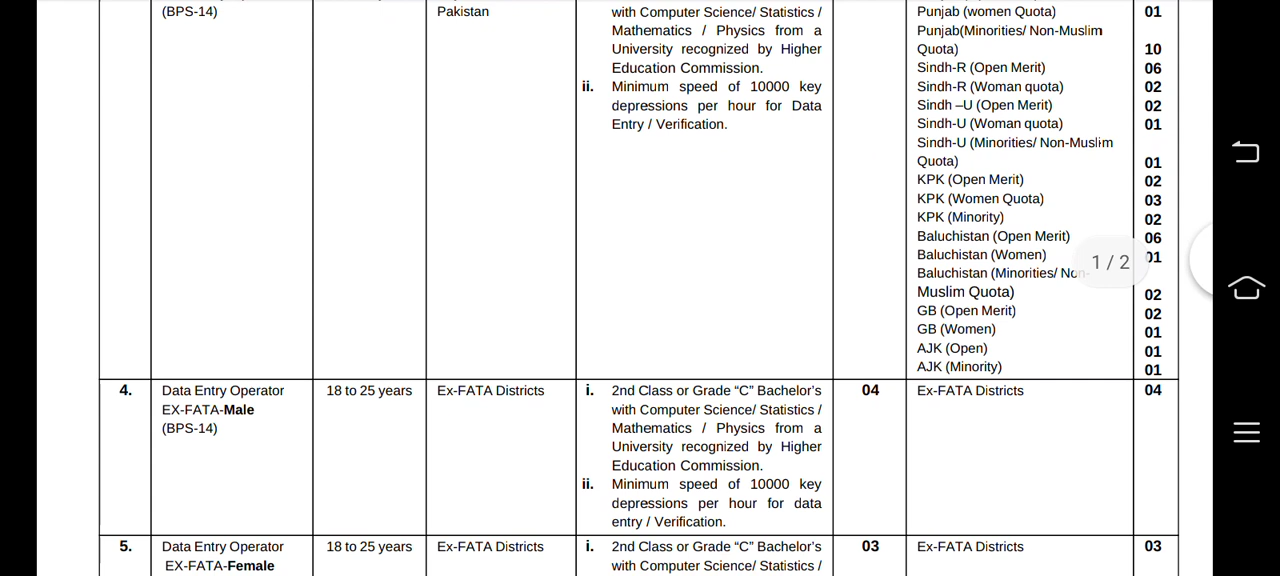 (BPS-14)
Pakistan
with Computer Science/ Statistics /
Mathematics / Physics from a
University recognized by Higher
Education Commission.
ii. Minimum speed of 10000 key
depressions per hour for Data
Entry / Verification.
Punjab (women Quota) 01
Punjab(Minorities/ Non-Muslim
Quota) 10
Sindh-R (Open Merit) 06
Sindh-R (Woman quota) 02
Sindh –U (Open Merit) 02
Sindh-U (Woman quota) 01
Sindh-U (Minorities/ Non-Muslim
Quota) 01
KPK (Open Merit) 02
KPK (Women Quota) 03
KPK (Minority) 02
Baluchistan (Open Merit) 06
Baluchistan (Women) 01
Baluchistan (Minorities/ Non-
Muslim Quota) 02
GB (Open Merit) 02
GB (Women) 01
AJK (Open) 01
AJK (Minority) 01
1 / 2
4.
Data Entry Operator
EX-FATA-Male
(BPS-14)
18 to 25 years
Ex-FATA Districts
i. 2nd Class or Grade “C” Bachelor’s
with Computer Science/ Statistics /
Mathematics / Physics from a
University recognized by Higher
Education Commission.
ii. Minimum speed of 10000 key
depressions per hour for data
entry / Verification.
04
Ex-FATA Districts 04
5.
Data Entry Operator
EX-FATA-Female
18 to 25 years
Ex-FATA Districts
i. 2nd Class or Grade “C” Bachelor’s
with Computer Science/ Statistics /
03
Ex-FATA Districts 03